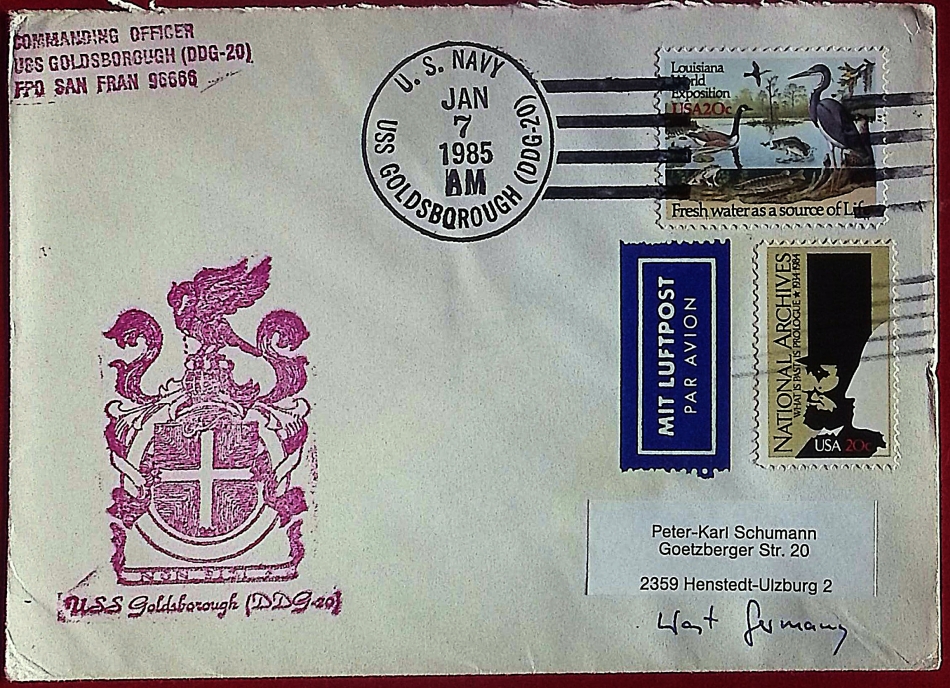 COMMANDING OFFICER
USS GOLDSBOROUGH (DDG-20)
FPO SAN FRAN 96666
U. S. NAVY
JAN
7
1985
AM
USS GOLDSBOROUGH (DDG-20)
Louisiana
World
Exposition
USA20c
Fresh water as a source of Life
MIT LUFTPOST
PAR AVION
NATIONAL ARCHIVES
WHAT IS PAST IS PROLOGUE ★ 1934-1984
USA 20c
Peter-Karl Schumann
Goetzberger Str. 20
2359 Henstedt-Ulzburg 2
West Germany
NON
USS Goldsborough (DDG-20)